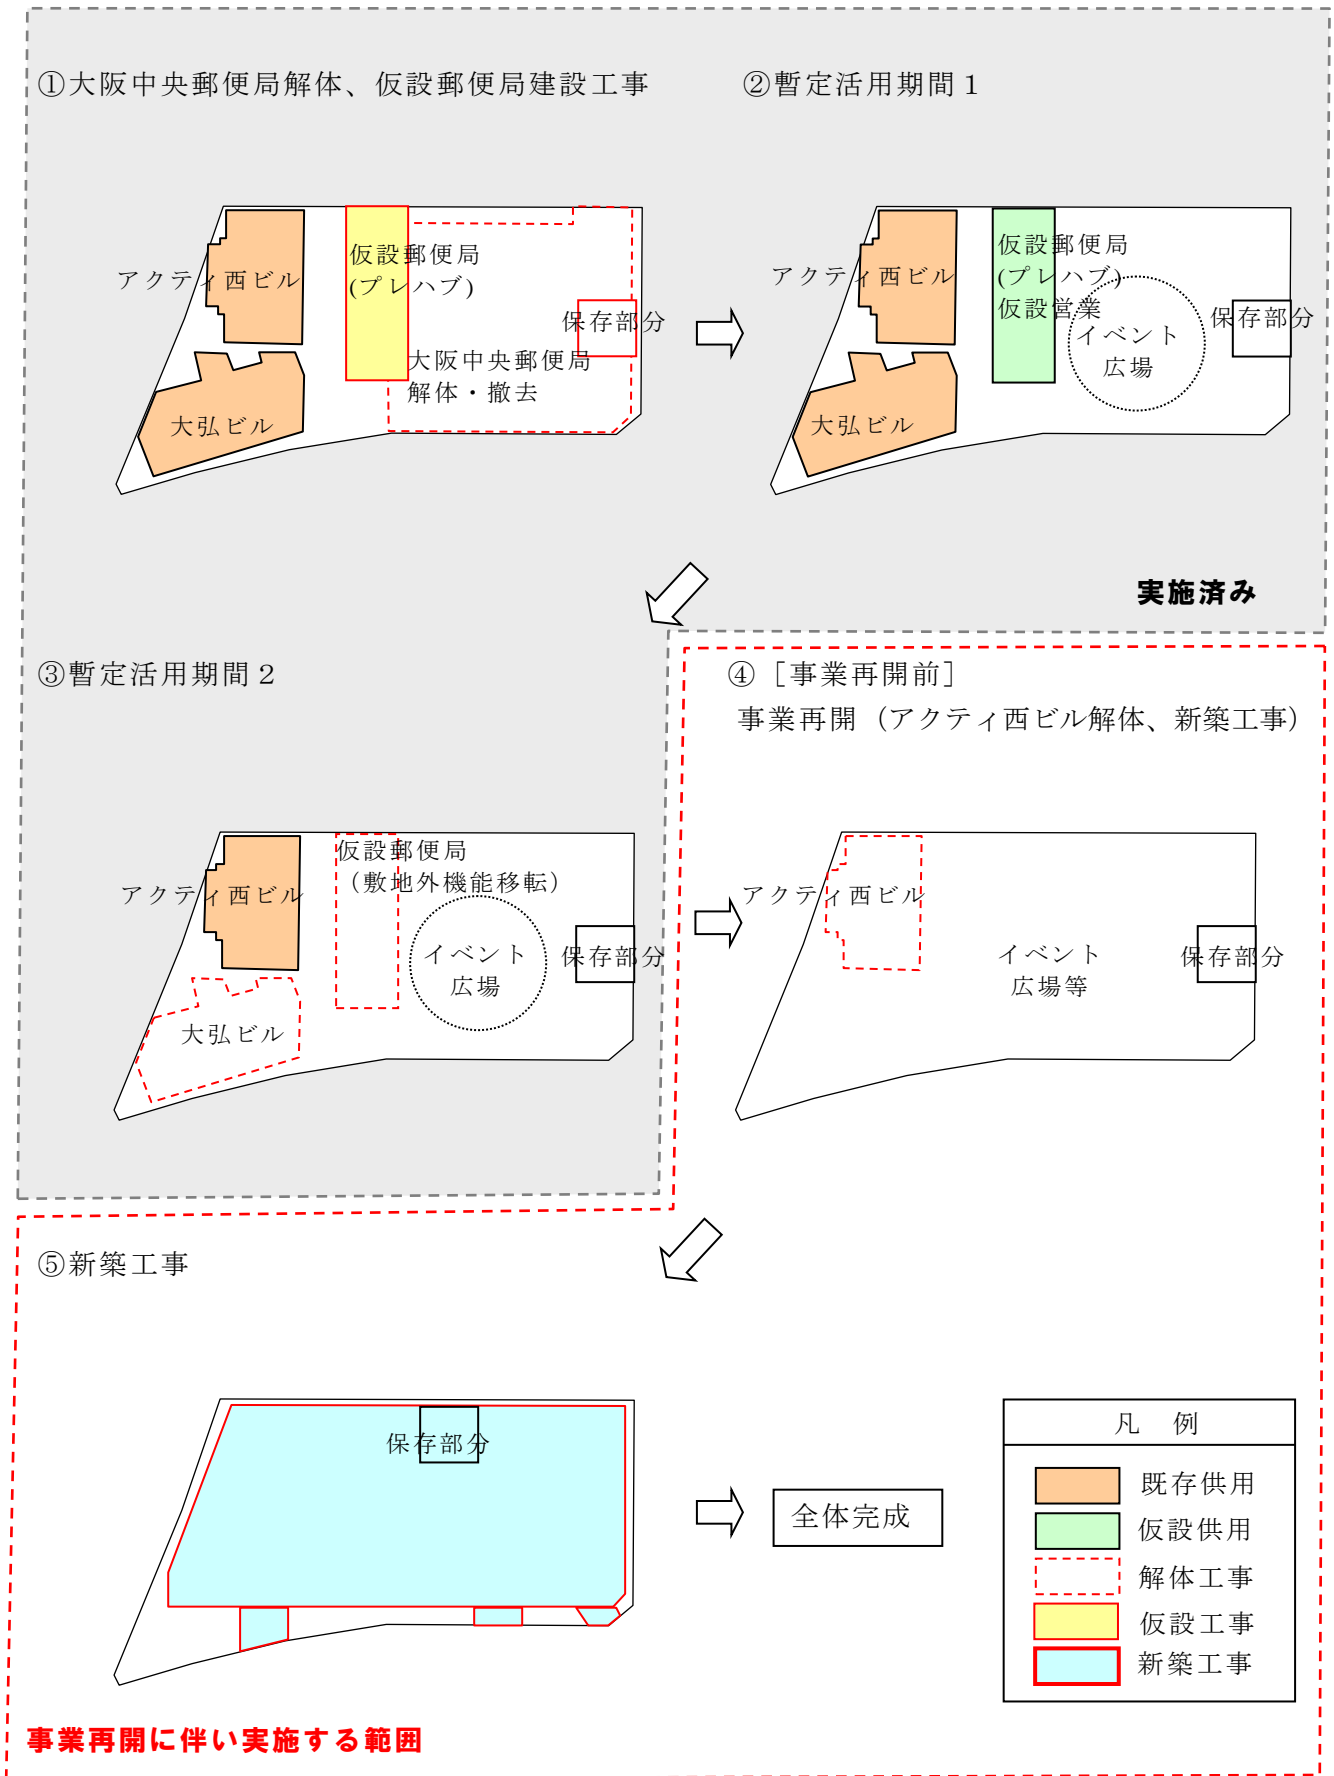 ①大阪中央郵便局解体、仮設郵便局建設工事
アクティ西ビル
仮設郵便局
(プレハブ)
保存部分
大阪中央郵便局
解体・撤去
大弘ビル
②暫定活用期間１
アクティ西ビル
仮設郵便局
(プレハブ)
仮設営業
イベント
広場
保存部分
大弘ビル
実施済み
③暫定活用期間２
アクティ西ビル
仮設郵便局
（敷地外機能移転）
イベント
広場
保存部分
大弘ビル
④［事業再開前］
事業再開（アクティ西ビル解体、新築工事）
アクティ西ビル
イベント
広場等
保存部分
⑤新築工事
保存部分
全体完成
凡　例
既存供用
仮設供用
解体工事
仮設工事
新築工事
事業再開に伴い実施する範囲